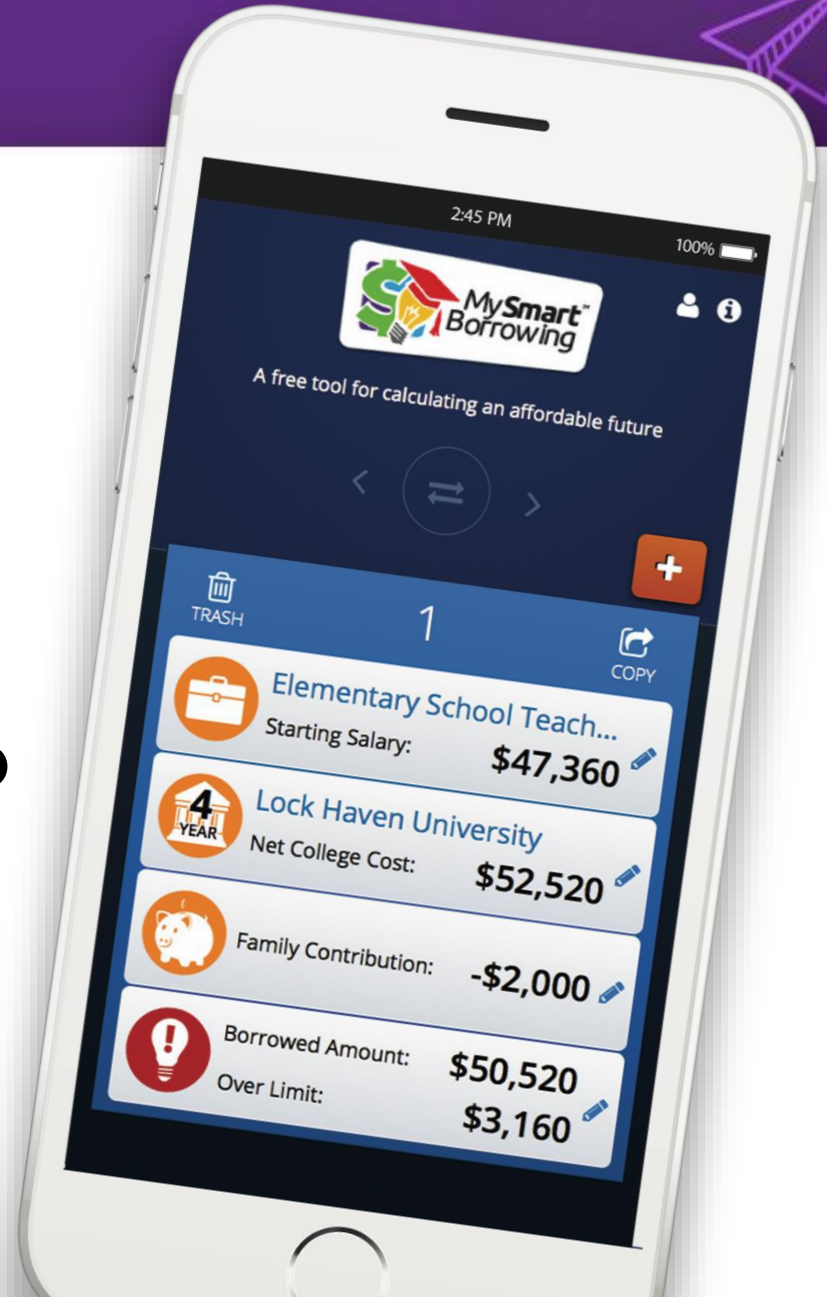 2:45 PM
100%
MySmart™
Borrowing
A free tool for calculating an affordable future
TRASH
1
COPY
Elementary School Teach...
Starting Salary:
$47,360
4
YEAR
Lock Haven University
Net College Cost:
$52,520
Family Contribution:
-$2,000
Borrowed Amount:
$50,520
Over Limit:
$3,160